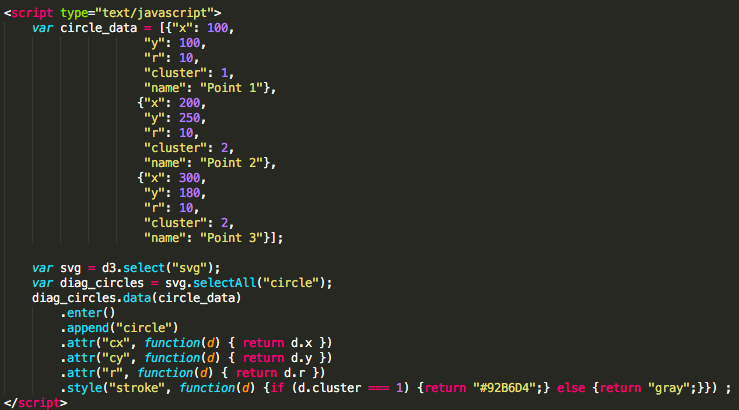 <script type="text/javascript">
    var circle_data = [{"x": 100,
                    "y": 100,
                    "r": 10,
                    "cluster": 1,
                    "name": "Point 1"},
                   {"x": 200,
                    "y": 250,
                    "r": 10,
                    "cluster": 2,
                    "name": "Point 2"},
                   {"x": 300,
                    "y": 180,
                    "r": 10,
                    "cluster": 2,
                    "name": "Point 3"}];

    var svg = d3.select("svg");
    var diag_circles = svg.selectAll("circle");
    diag_circles.data(circle_data)
        .enter()
        .append("circle")
        .attr("cx", function(d) { return d.x })
        .attr("cy", function(d) { return d.y })
        .attr("r", function(d) { return d.r })
        .style("stroke", function(d) {if (d.cluster === 1) {return "#92B6D4";} else {return "gray";}}) ;
</script>